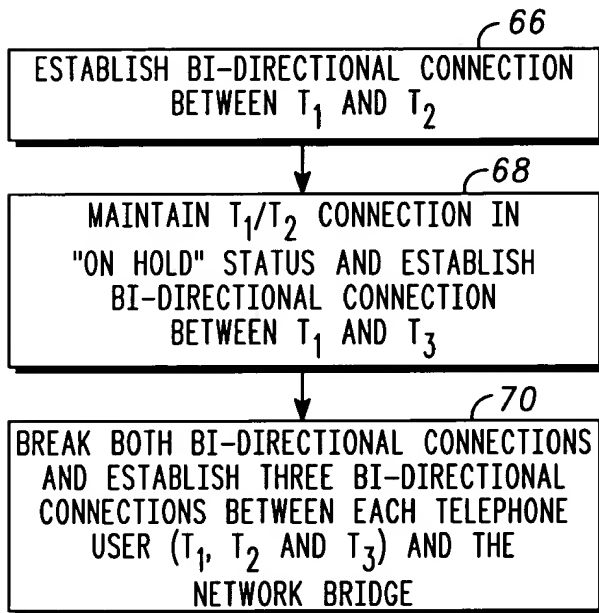 66
ESTABLISH BI-DIRECTIONAL CONNECTION
BETWEEN T₁ AND T₂
68
MAINTAIN T₁/T₂ CONNECTION IN
"ON HOLD" STATUS AND ESTABLISH
BI-DIRECTIONAL CONNECTION
BETWEEN T₁ AND T₃
70
BREAK BOTH BI-DIRECTIONAL CONNECTIONS
AND ESTABLISH THREE BI-DIRECTIONAL
CONNECTIONS BETWEEN EACH TELEPHONE
USER (T₁, T₂ AND T₃) AND THE
NETWORK BRIDGE